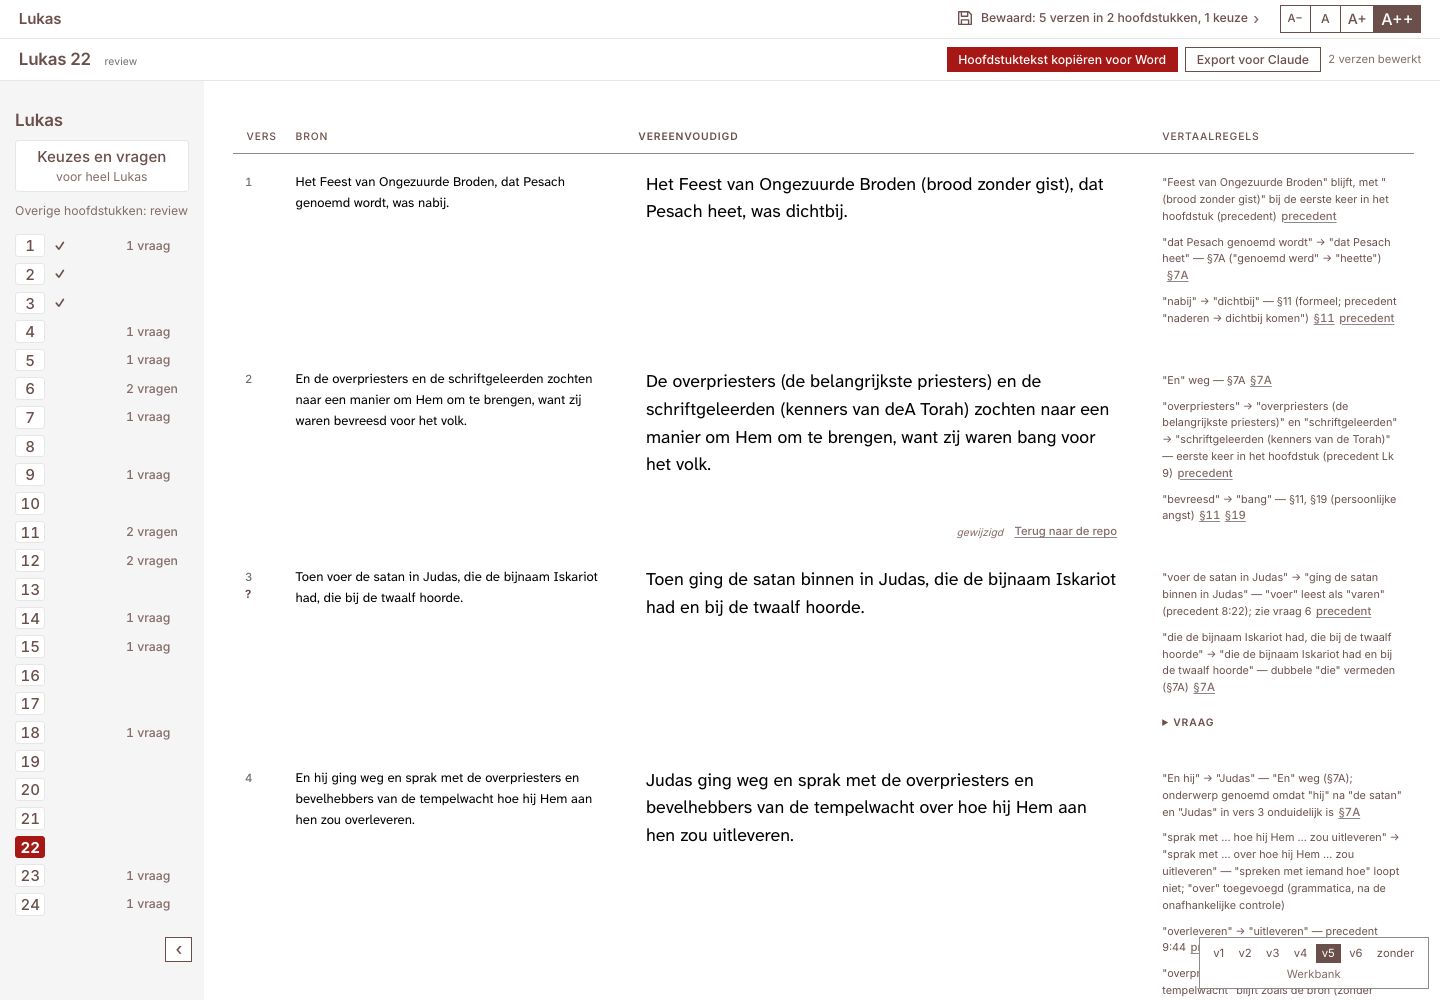 Lukas
Bewaard: 5 verzen in 2 hoofdstukken, 1 keuze ›
A− A A+ A++
Lukas 22 review
Hoofdstuktekst kopiëren voor Word
Export voor Claude
2 verzen bewerkt
Lukas
Keuzes en vragen
voor heel Lukas
Overige hoofdstukken: review
1 ✓ 1 vraag
2 ✓
3 ✓
4 1 vraag
5 1 vraag
6 2 vragen
7 1 vraag
8
9 1 vraag
10
11 2 vragen
12 2 vragen
13
14 1 vraag
15 1 vraag
16
17
18 1 vraag
19
20
21
22
23 1 vraag
24 1 vraag
‹
VERS BRON VEREENVOUDIGD VERTAALREGELS
1
Het Feest van Ongezuurde Broden, dat Pesach
genoemd wordt, was nabij.
Het Feest van Ongezuurde Broden (brood zonder gist), dat
Pesach heet, was dichtbij.
"Feest van Ongezuurde Broden" blijft, met "
(brood zonder gist)" bij de eerste keer in het
hoofdstuk (precedent) precedent
"dat Pesach genoemd wordt" → "dat Pesach
heet" — §7A ("genoemd werd" → "heette")
§7A
"nabij" → "dichtbij" — §11 (formeel; precedent
"naderen → dichtbij komen") §11 precedent
2
En de overpriesters en de schriftgeleerden zochten
naar een manier om Hem om te brengen, want zij
waren bevreesd voor het volk.
De overpriesters (de belangrijkste priesters) en de
schriftgeleerden (kenners van deA Torah) zochten naar een
manier om Hem om te brengen, want zij waren bang voor
het volk.
gewijzigd Terug naar de repo
"En" weg — §7A §7A
"overpriesters" → "overpriesters (de
belangrijkste priesters)" en "schriftgeleerden"
→ "schriftgeleerden (kenners van de Torah)"
— eerste keer in het hoofdstuk (precedent Lk
9) precedent
"bevreesd" → "bang" — §11, §19 (persoonlijke
angst) §11 §19
3
?
Toen voer de satan in Judas, die de bijnaam Iskariot
had, die bij de twaalf hoorde.
Toen ging de satan binnen in Judas, die de bijnaam Iskariot
had en bij de twaalf hoorde.
"voer de satan in Judas" → "ging de satan
binnen in Judas" — "voer" leest als "varen"
(precedent 8:22); zie vraag 6 precedent
"die de bijnaam Iskariot had, die bij de twaalf
hoorde" → "die de bijnaam Iskariot had en bij
de twaalf hoorde" — dubbele "die" vermeden
(§7A) §7A
▸ VRAAG
4
En hij ging weg en sprak met de overpriesters en
bevelhebbers van de tempelwacht hoe hij Hem aan
hen zou overleveren.
Judas ging weg en sprak met de overpriesters en
bevelhebbers van de tempelwacht over hoe hij Hem aan
hen zou uitleveren.
"En hij" → "Judas" — "En" weg (§7A);
onderwerp genoemd omdat "hij" na "de satan"
en "Judas" in vers 3 onduidelijk is §7A
"sprak met ... hoe hij Hem ... zou uitleveren" →
"sprak met ... over hoe hij Hem ... zou
uitleveren" — "spreken met iemand hoe" loopt
niet; "over" toegevoegd (grammatica, na de
onafhankelijke controle)
"overleveren" → "uitleveren" — precedent
9:44
tempelwacht" blijft zoals de bron (zonder
v1 v2 v3 v4 v5 v6 zonder
Werkbank